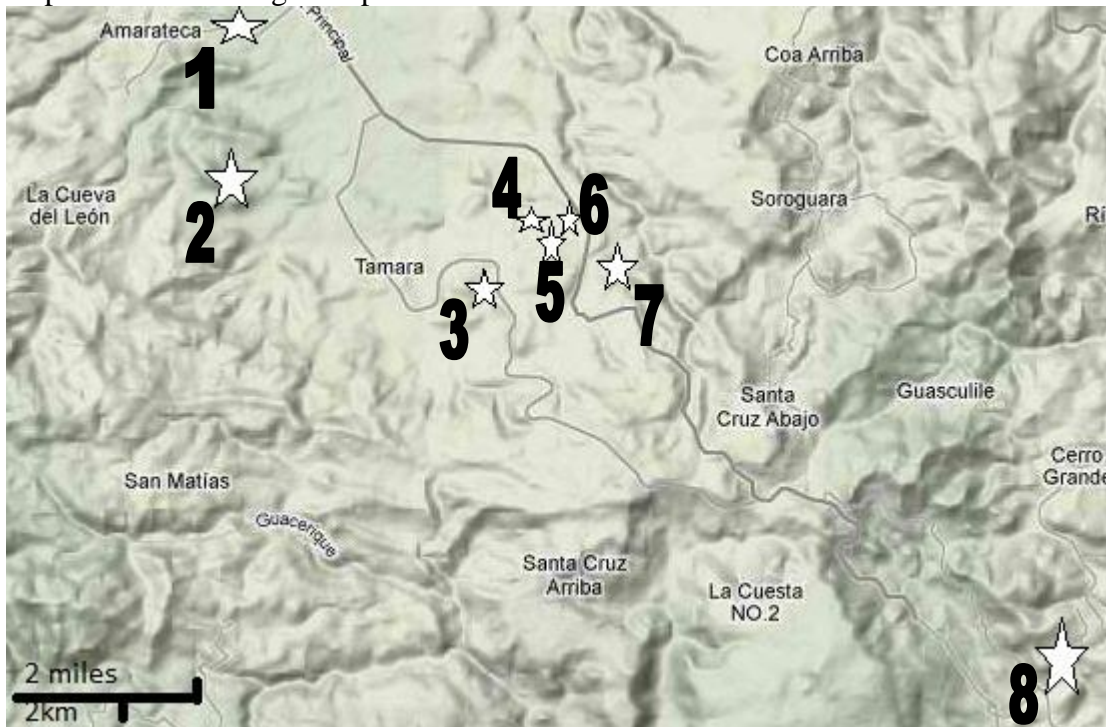 Amarateca
1
Principal
Coa Arriba
2
La Cueva
del León
4
6
Soroguara
Tamara
3
5
7
Santa
Cruz Abajo
Guasculile
Cerro
Grande
San Matías
Guacerique
Santa Cruz
Arriba
La Cuesta
NO.2
2 miles
2km
8